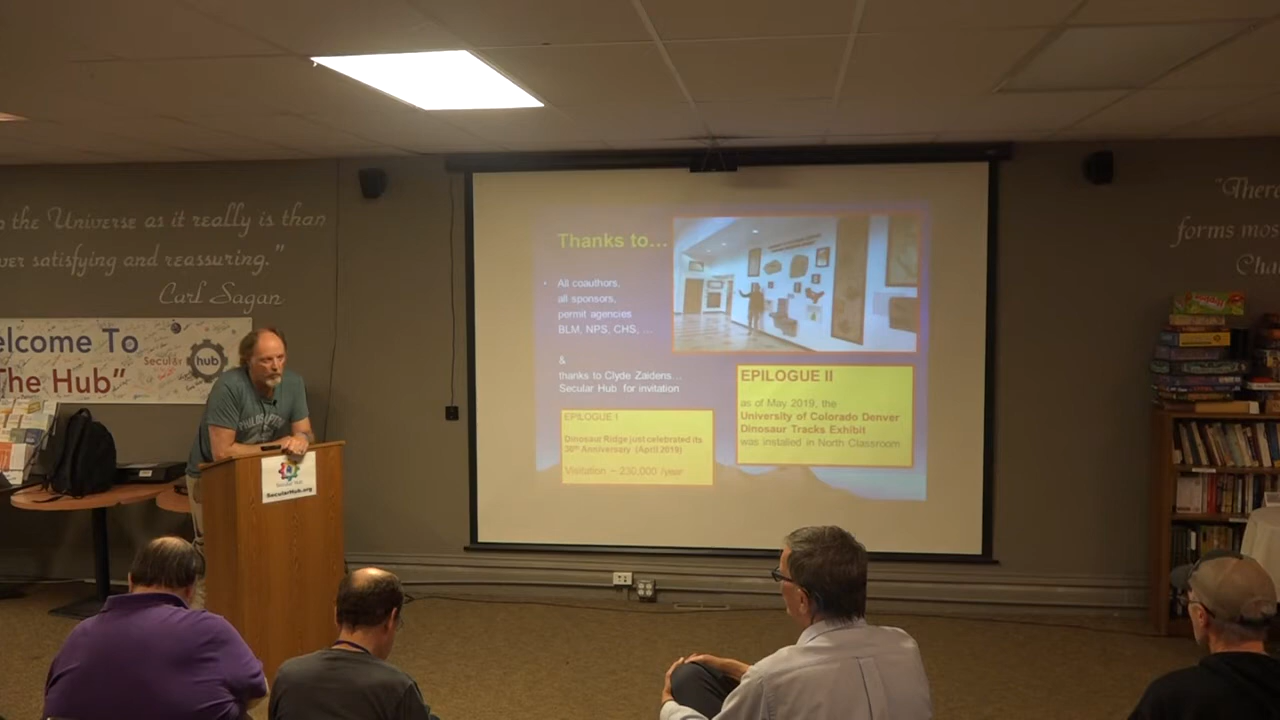 the Universe as it really is than
satisfying and reassuring."
Carl Sagan
elcome To
The Hub"
Secular
hub
PHILOSOPHY
Secular Hub
SecularHub.org
Thanks to...
• All coauthors,
all sponsors,
permit agencies
BLM, NPS, CHS, ...
&
thanks to Clyde Zaidens...
Secular Hub for invitation
EPILOGUE I
Dinosaur Ridge just celebrated its
30th Anniversary (April 2019)
Visitation ~ 230,000 /year
EPILOGUE II
as of May 2019, the
University of Colorado Denver
Dinosaur Tracks Exhibit
was installed in North Classroom
"There
forms mos